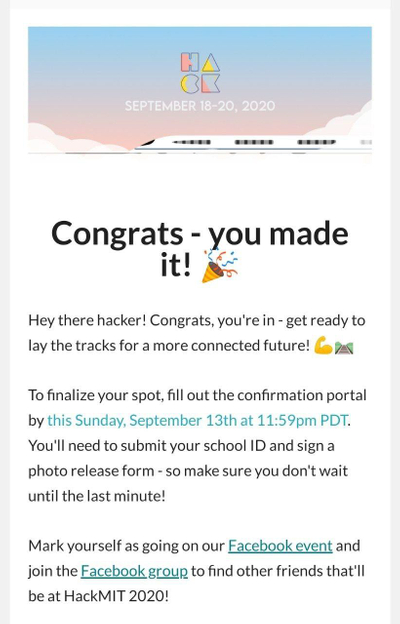 HA
CK
SEPTEMBER 18-20, 2020
Congrats - you made
it! 🎉
Hey there hacker! Congrats, you're in - get ready to
lay the tracks for a more connected future! 💪🛤️
To finalize your spot, fill out the confirmation portal
by this Sunday, September 13th at 11:59pm PDT.
You'll need to submit your school ID and sign a
photo release form - so make sure you don't wait
until the last minute!
Mark yourself as going on our Facebook event and
join the Facebook group to find other friends that'll
be at HackMIT 2020!